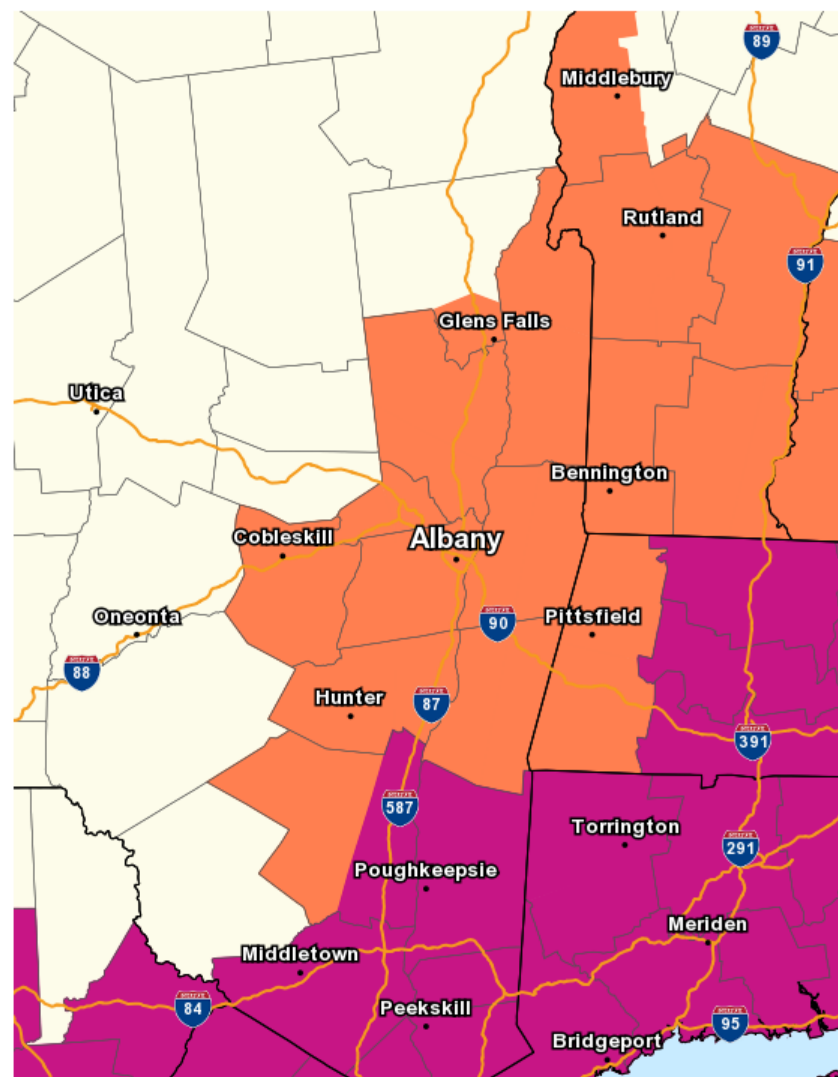 89
Middlebury
Rutland
91
Glens Falls
Utica
Bennington
Cobleskill
Albany
Oneonta
90
Pittsfield
88
Hunter
87
391
587
Torrington
291
Poughkeepsie
Meriden
Middletown
84
Peekskill
95
Bridgeport